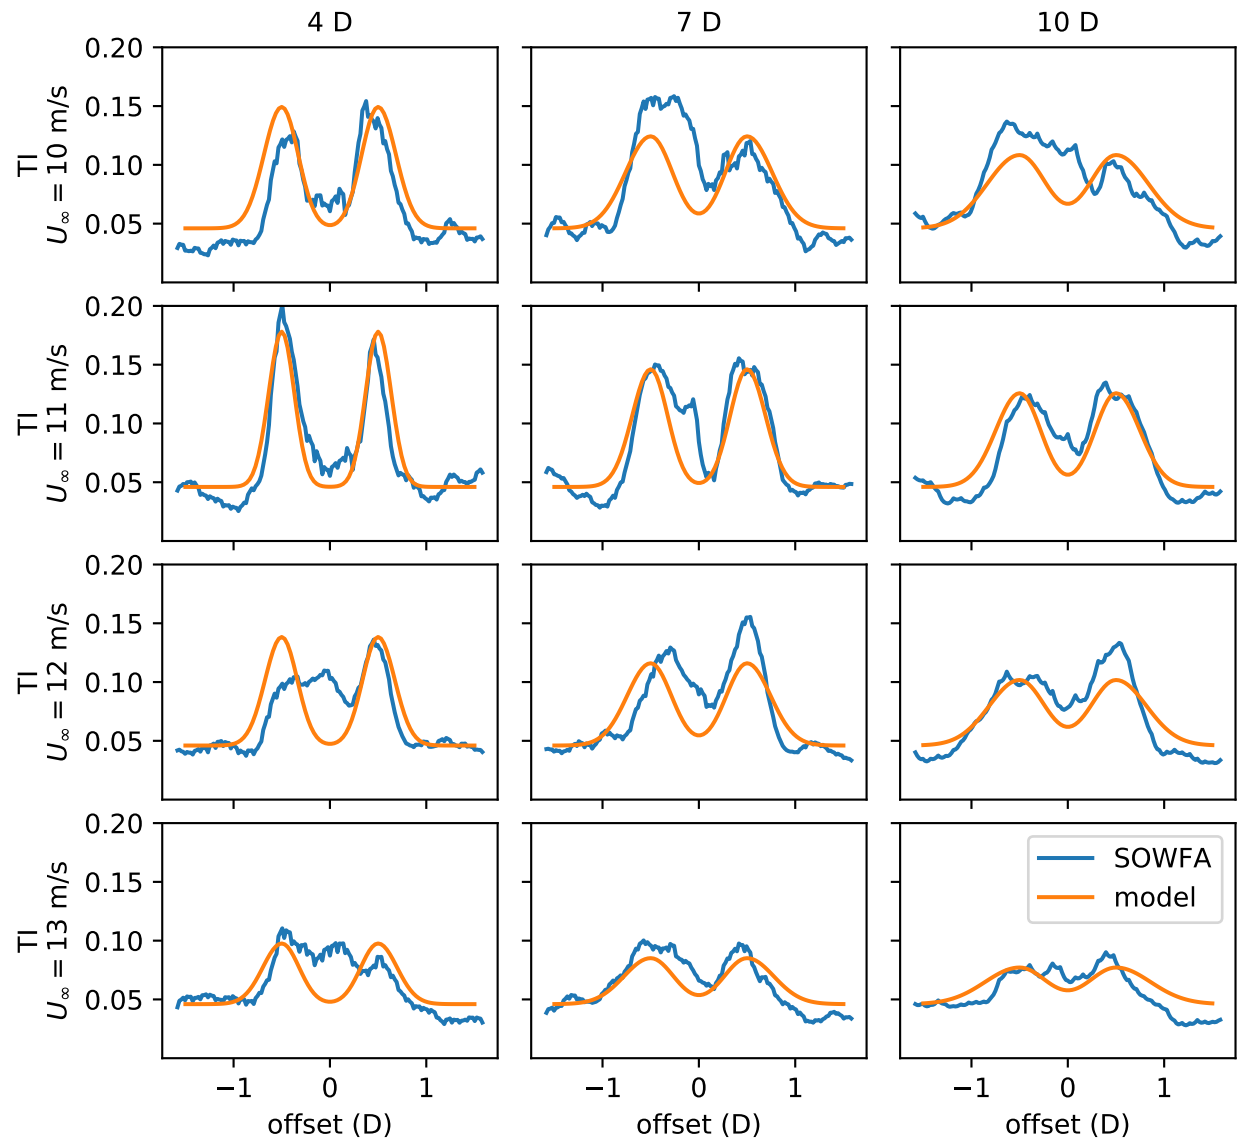 4 D 7 D 10 D
TI
U∞ = 10 m/s
0.20
0.15
0.10
0.05
TI
U∞ = 11 m/s
0.20
0.15
0.10
0.05
TI
U∞ = 12 m/s
0.20
0.15
0.10
0.05
TI
U∞ = 13 m/s
0.20
0.15
0.10
0.05
SOWFA
model
−1 0 1 −1 0 1 −1 0 1
offset (D) offset (D) offset (D)